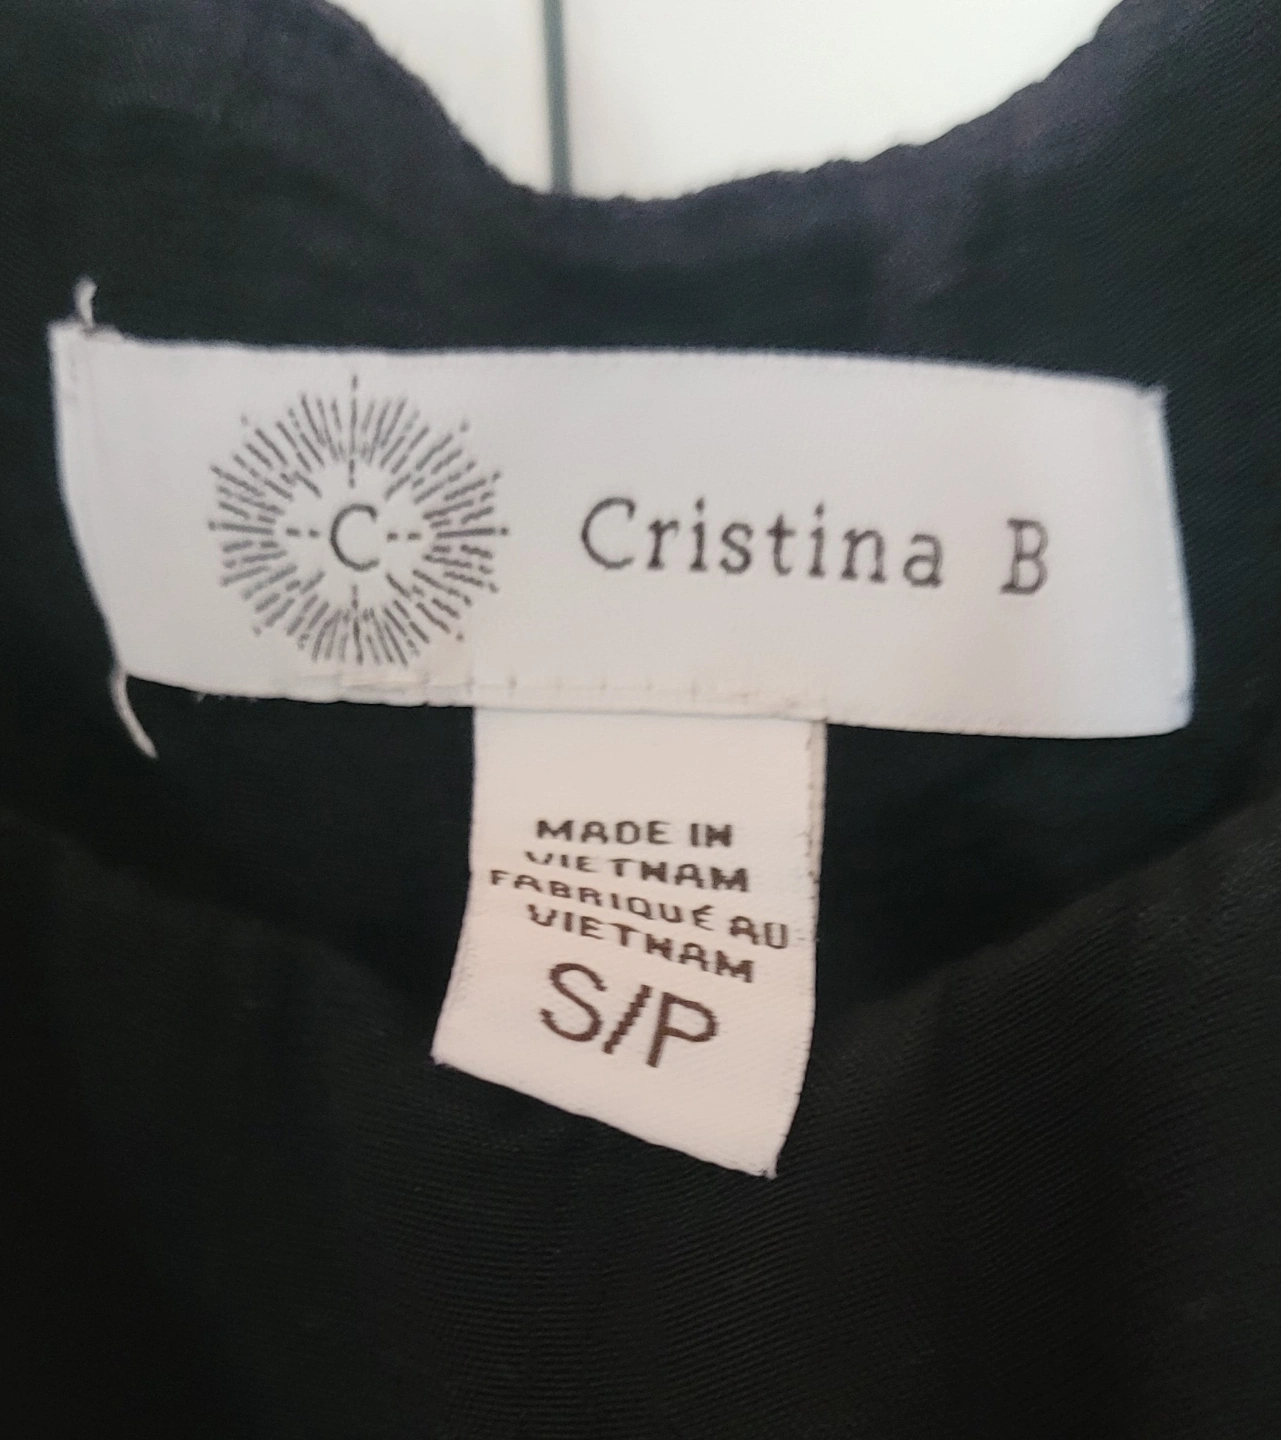 C
Cristina B
MADE IN
VIETNAM
FABRIQUÉ AU
VIETNAM
S/P